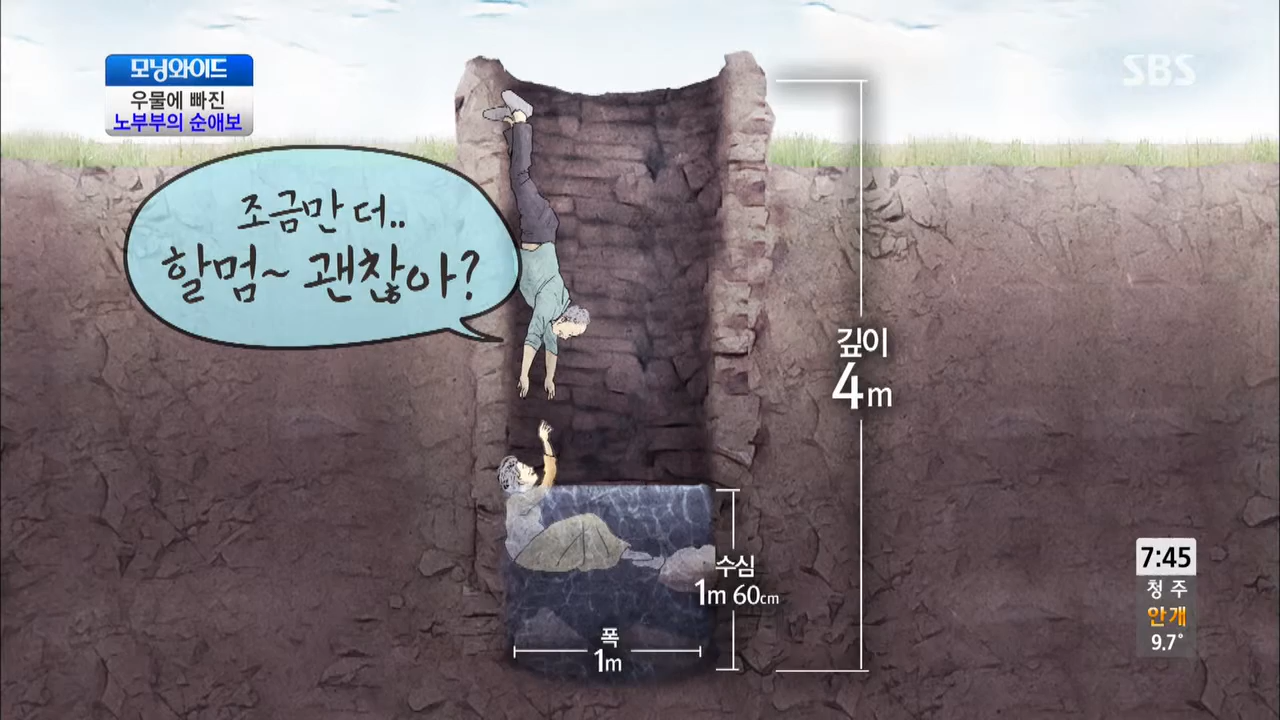 모닝와이드
우물에 빠진
노부부의 순애보
SBS
조금만 더..
할멈~ 괜찮아?
깊이
4m
수심
1m 60cm
폭
1m
7:45
청주
안개
9.7°